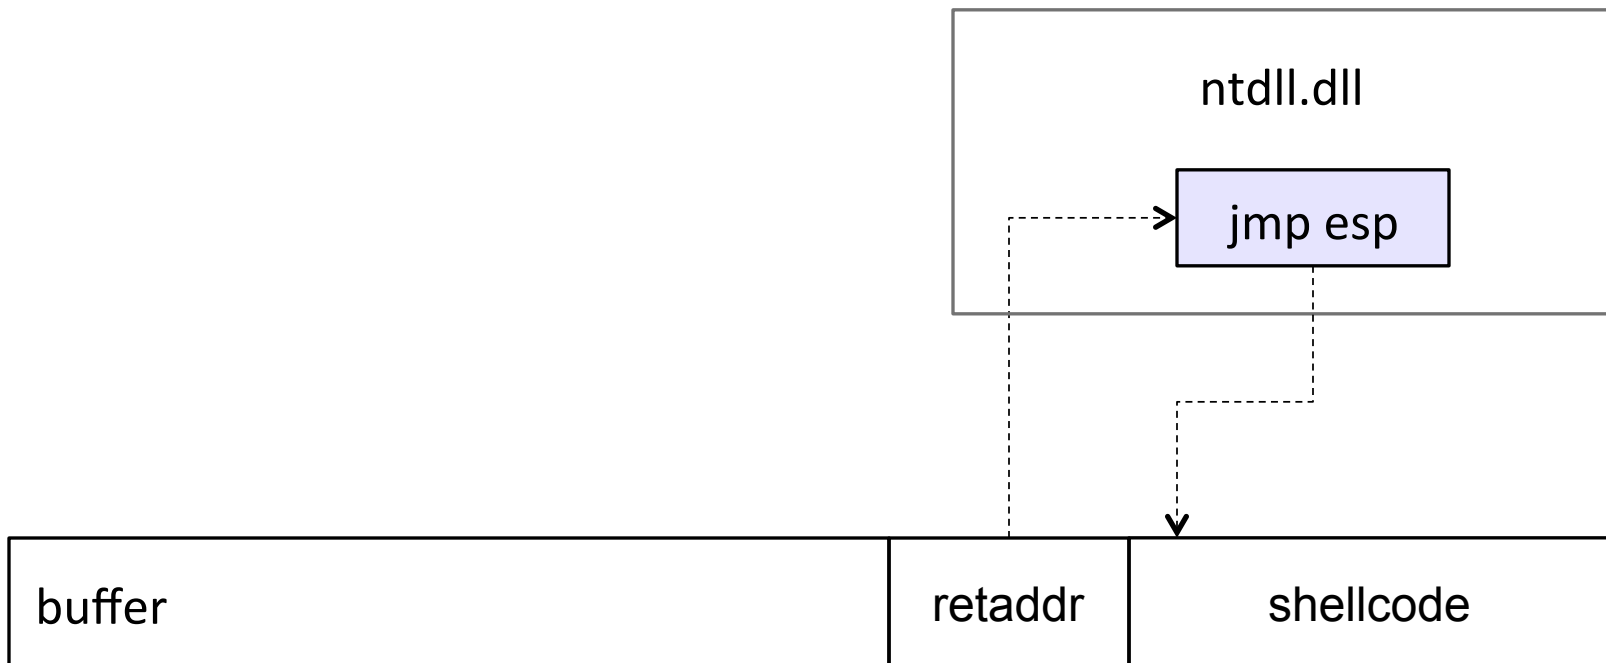 ntdll.dll
jmp esp
buffer
retaddr
shellcode